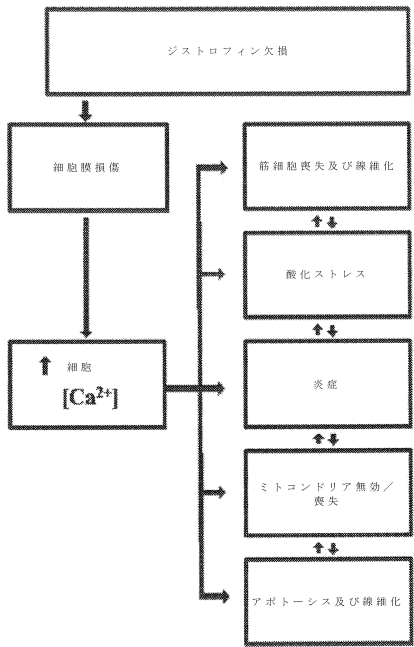 ジストロフィン欠損
細胞膜損傷
筋細胞喪失及び線維化
酸化ストレス
細胞
[Ca²⁺]
炎症
ミトコンドリア無効／
喪失
アポトーシス及び線維化